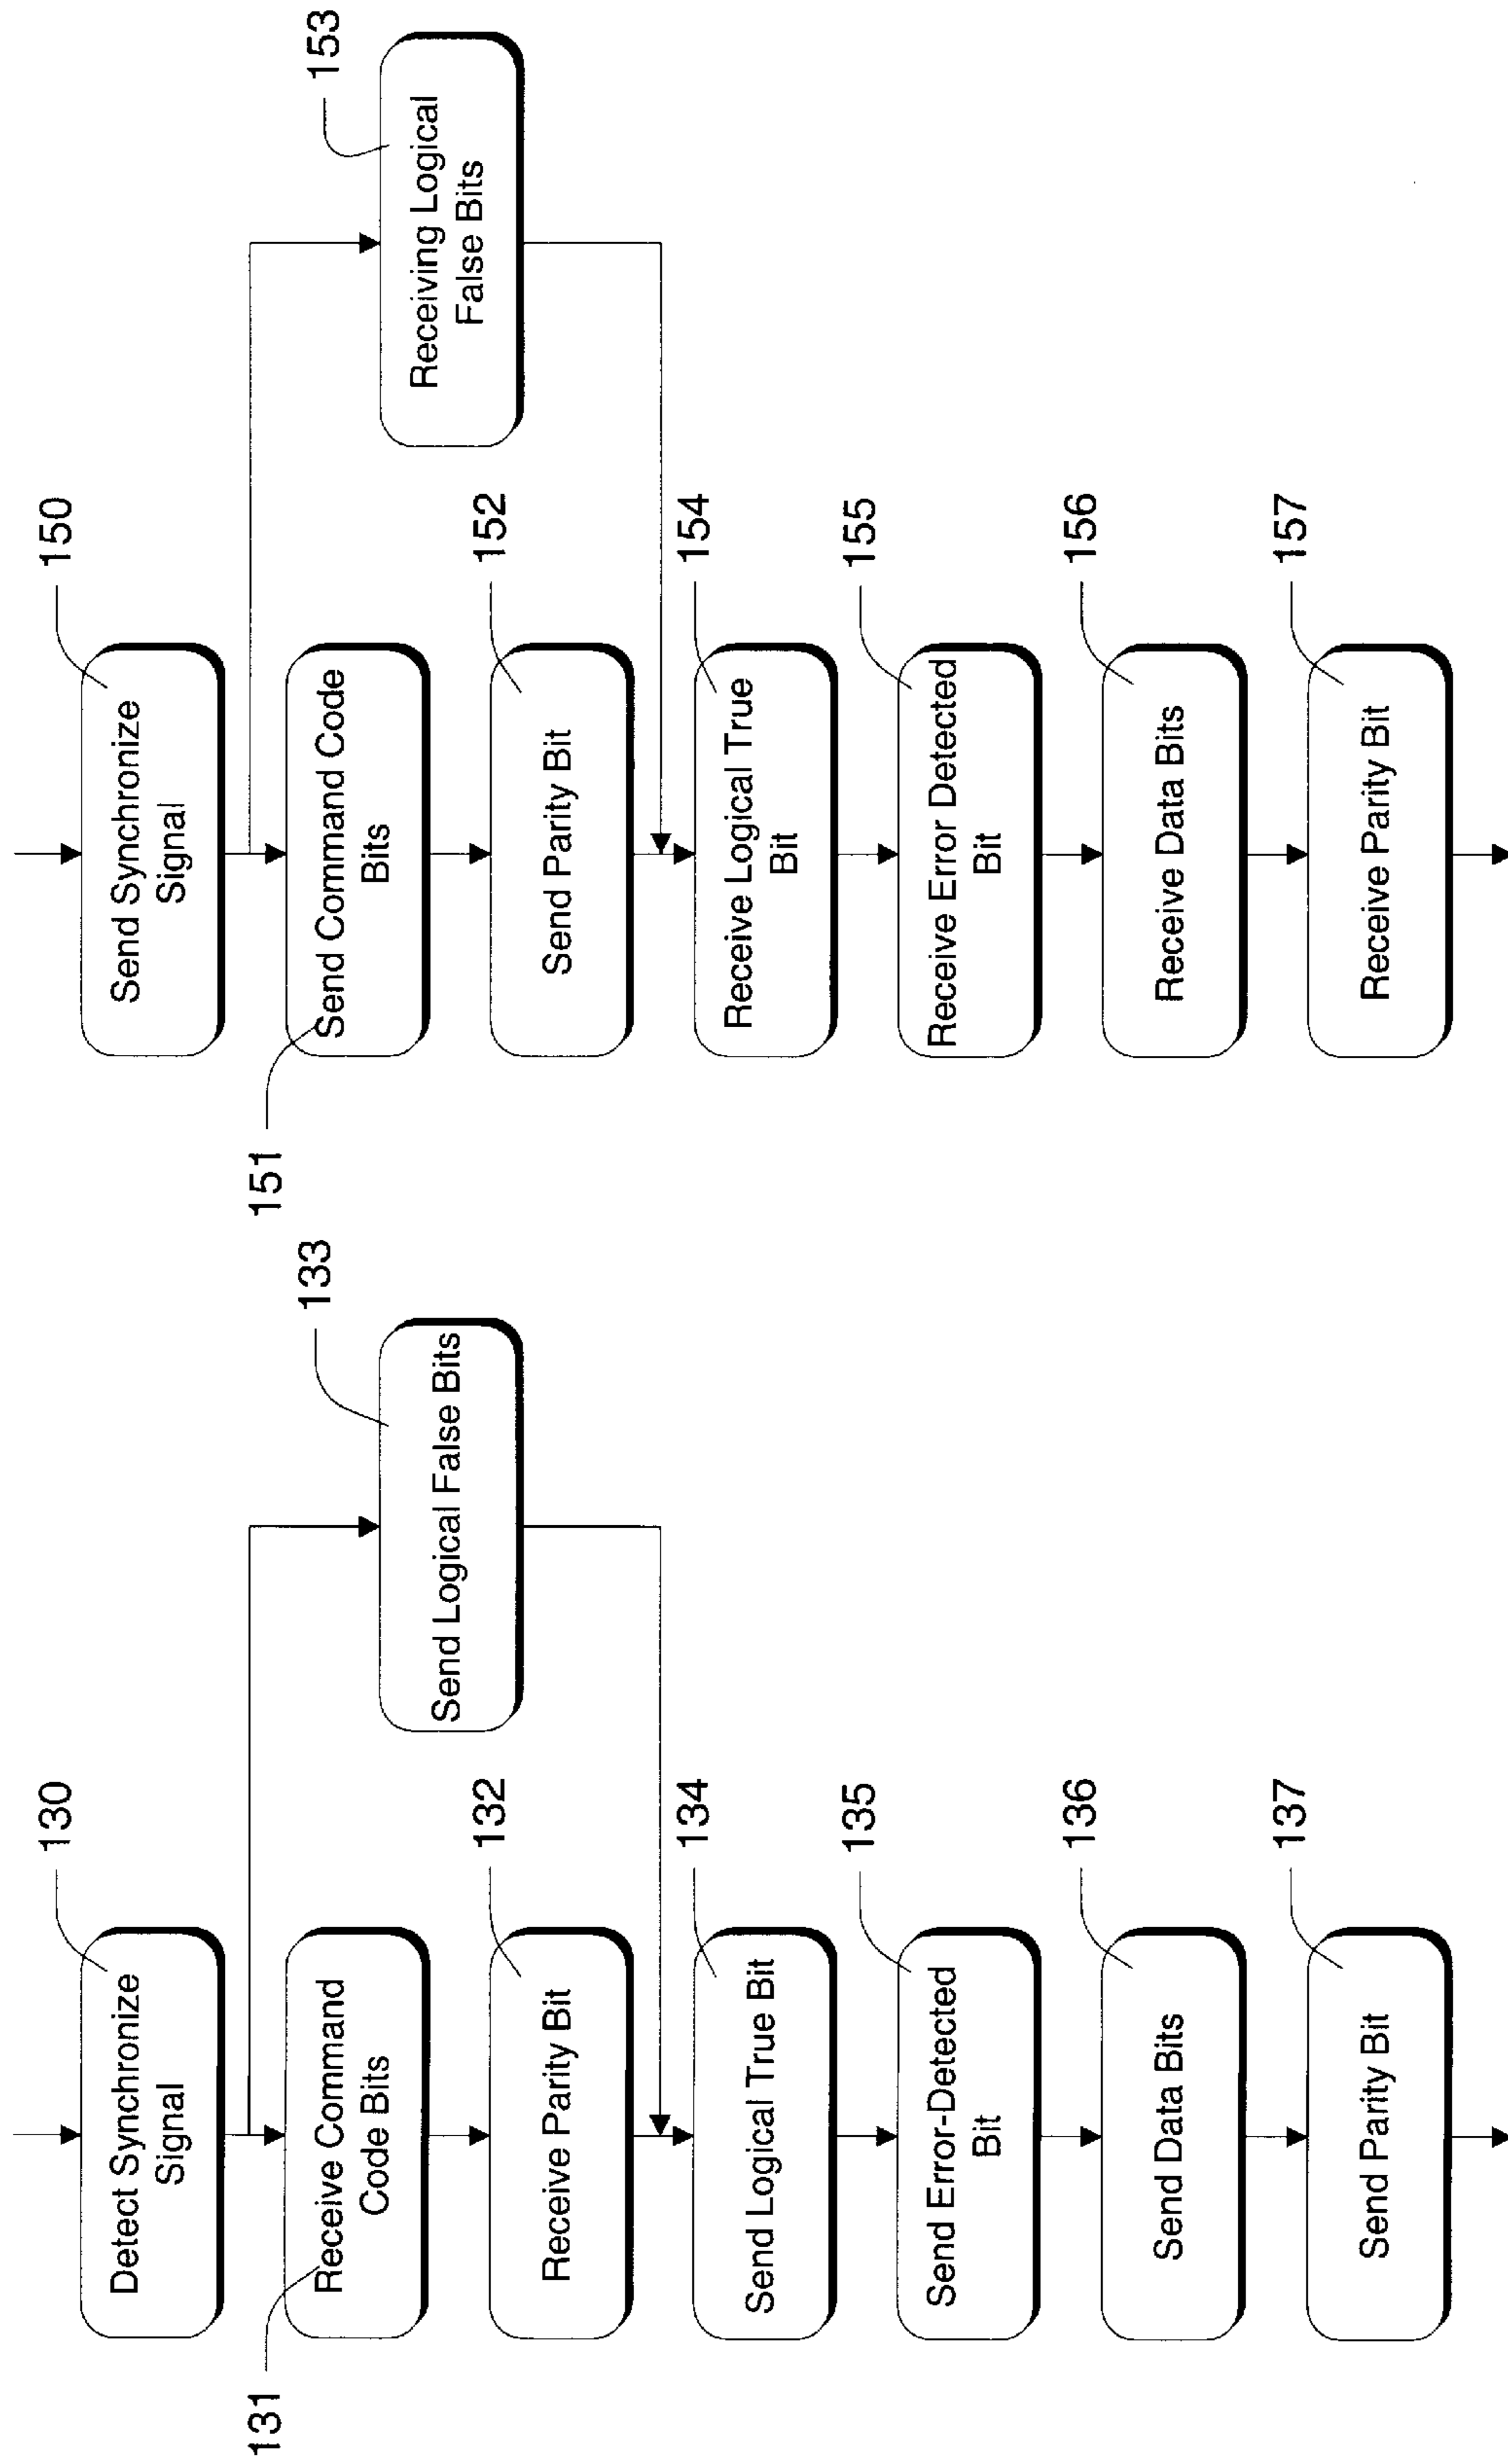 130
Detect Synchronize
Signal
131
Receive Command
Code Bits
132
Receive Parity Bit
133
Send Logical False Bits
134
Send Logical True Bit
135
Send Error-Detected
Bit
136
Send Data Bits
137
Send Parity Bit
150
Send Synchronize
Signal
151
Send Command Code
Bits
152
Send Parity Bit
153
Receiving Logical
False Bits
154
Receive Logical True
Bit
155
Receive Error Detected
Bit
156
Receive Data Bits
157
Receive Parity Bit